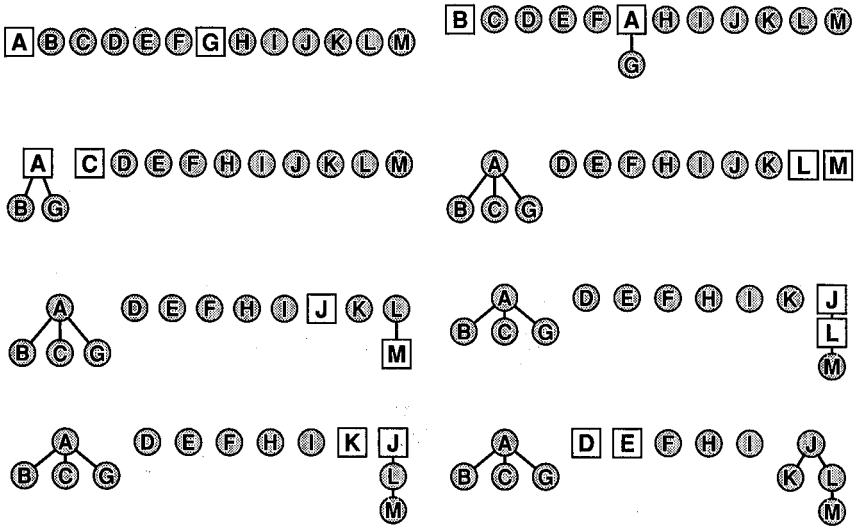 A B C D E F G H I J K L M
B C D E F A H I J K L M
G
A C D E F H I J K L M
B G
A D E F H I J K L M
B C G
A D E F H I J K L
B C G M
A D E F H I K J
B C G L
M
A D E F H I K J
B C G L
M
A D E F H I J
B C G K L
M